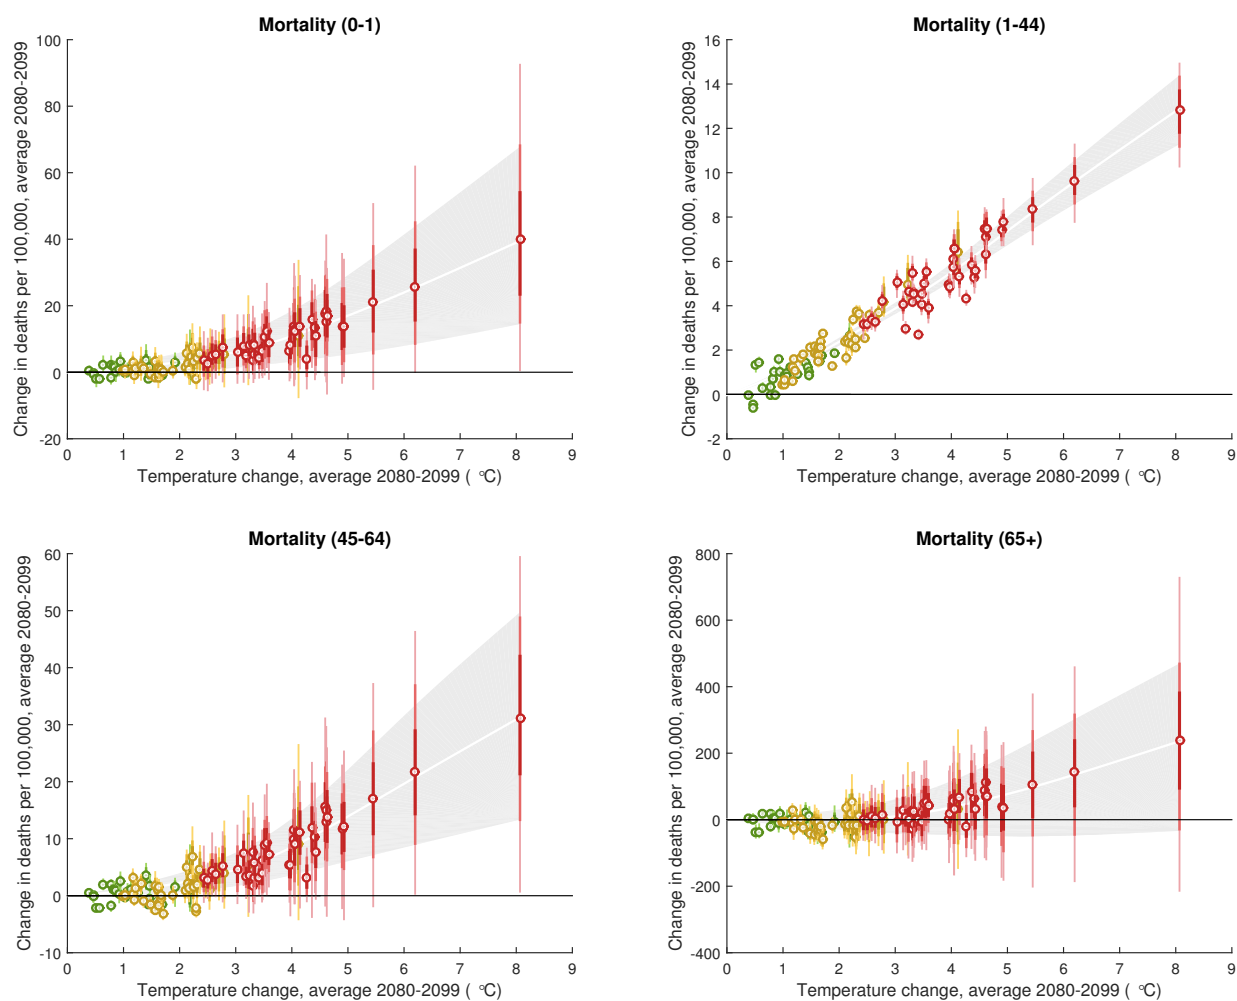 Mortality (0-1)
Change in deaths per 100,000, average 2080-2099
100
80
60
40
20
0
-20
0 1 2 3 4 5 6 7 8 9
Temperature change, average 2080-2099 ( °C)
Mortality (1-44)
Change in deaths per 100,000, average 2080-2099
16
14
12
10
8
6
4
2
0
-2
0 1 2 3 4 5 6 7 8 9
Temperature change, average 2080-2099 ( °C)
Mortality (45-64)
Change in deaths per 100,000, average 2080-2099
60
50
40
30
20
10
0
-10
0 1 2 3 4 5 6 7 8 9
Temperature change, average 2080-2099 ( °C)
Mortality (65+)
Change in deaths per 100,000, average 2080-2099
800
600
400
200
0
-200
-400
0 1 2 3 4 5 6 7 8 9
Temperature change, average 2080-2099 ( °C)